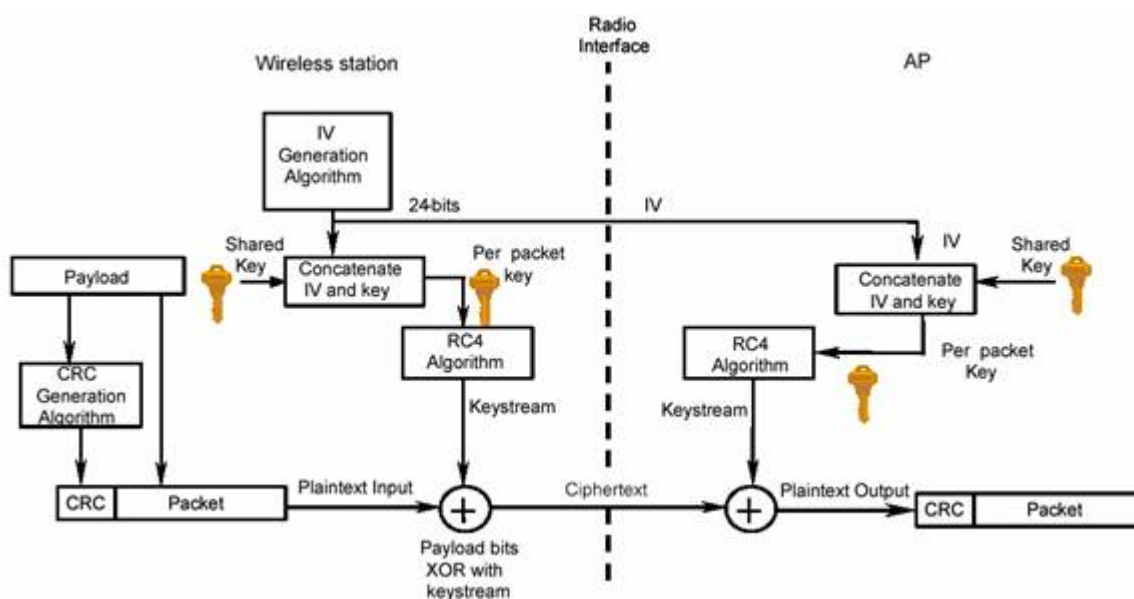 Radio
Interface
Wireless station
AP
IV
Generation
Algorithm
24-bits
IV
IV
Shared
Key
Per packet
key
Shared
Key
Payload
Concatenate
IV and key
Concatenate
IV and key
RC4
Algorithm
RC4
Algorithm
Per packet
Key
CRC
Generation
Algorithm
Keystream
Keystream
CRC
Packet
Plaintext Input
Ciphertext
Plaintext Output
CRC
Packet
Payload bits
XOR with
keystream